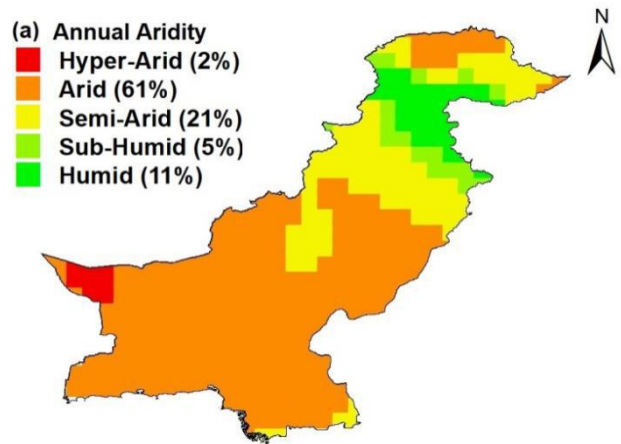 (a) Annual Aridity
Hyper-Arid (2%)
Arid (61%)
Semi-Arid (21%)
Sub-Humid (5%)
Humid (11%)
N